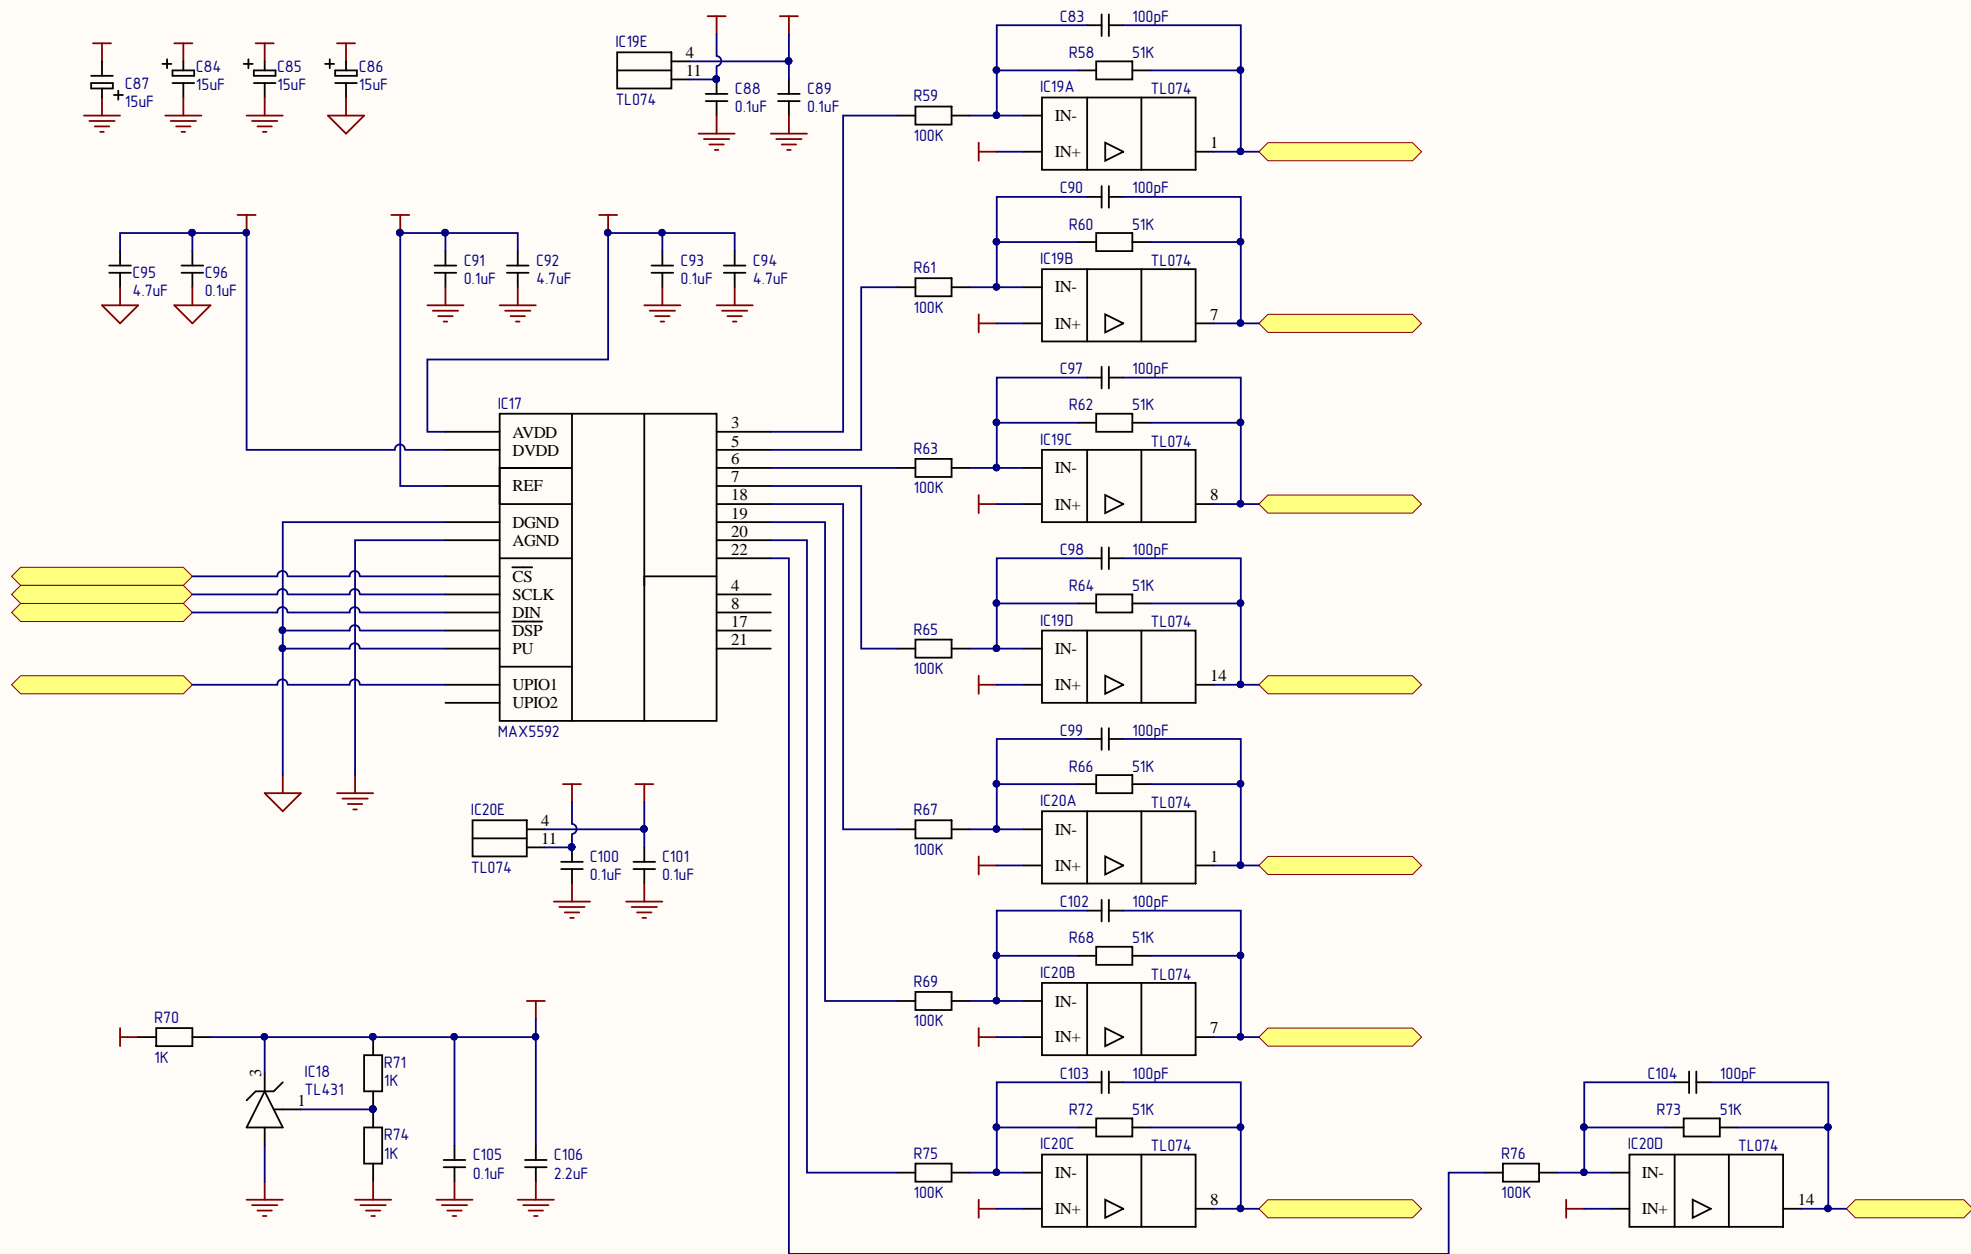 C87
15uF
+
+
C84
15uF
+
C85
15uF
+
C86
15uF
IC19E
4
11
TL074
C88
0.1uF
C89
0.1uF
C83 100pF
R58 51K
R59
100K
IC19A TL074
IN-
IN+
1
C90 100pF
R60 51K
R61
100K
IC19B TL074
IN-
IN+
7
C95
4.7uF
C96
0.1uF
C91
0.1uF
C92
4.7uF
C93
0.1uF
C94
4.7uF
C97 100pF
R62 51K
R63
100K
IC19C TL074
IN-
IN+
8
IC17
AVDD
DVDD
REF
DGND
AGND
CS
SCLK
DIN
DSP
PU
UPIO1
UPIO2
MAX5592
3
5
6
7
18
19
20
22
4
8
17
21
C98 100pF
R64 51K
R65
100K
IC19D TL074
IN-
IN+
14
C99 100pF
R66 51K
R67
100K
IC20A TL074
IN-
IN+
1
IC20E
4
11
TL074
C100
0.1uF
C101
0.1uF
C102 100pF
R68 51K
R69
100K
IC20B TL074
IN-
IN+
7
R70
1K
3
IC18
TL431
1
R71
1K
R74
1K
C105
0.1uF
C106
2.2uF
C103 100pF
R72 51K
R75
100K
IC20C TL074
IN-
IN+
8
C104 100pF
R73 51K
R76
100K
IC20D TL074
IN-
IN+
14